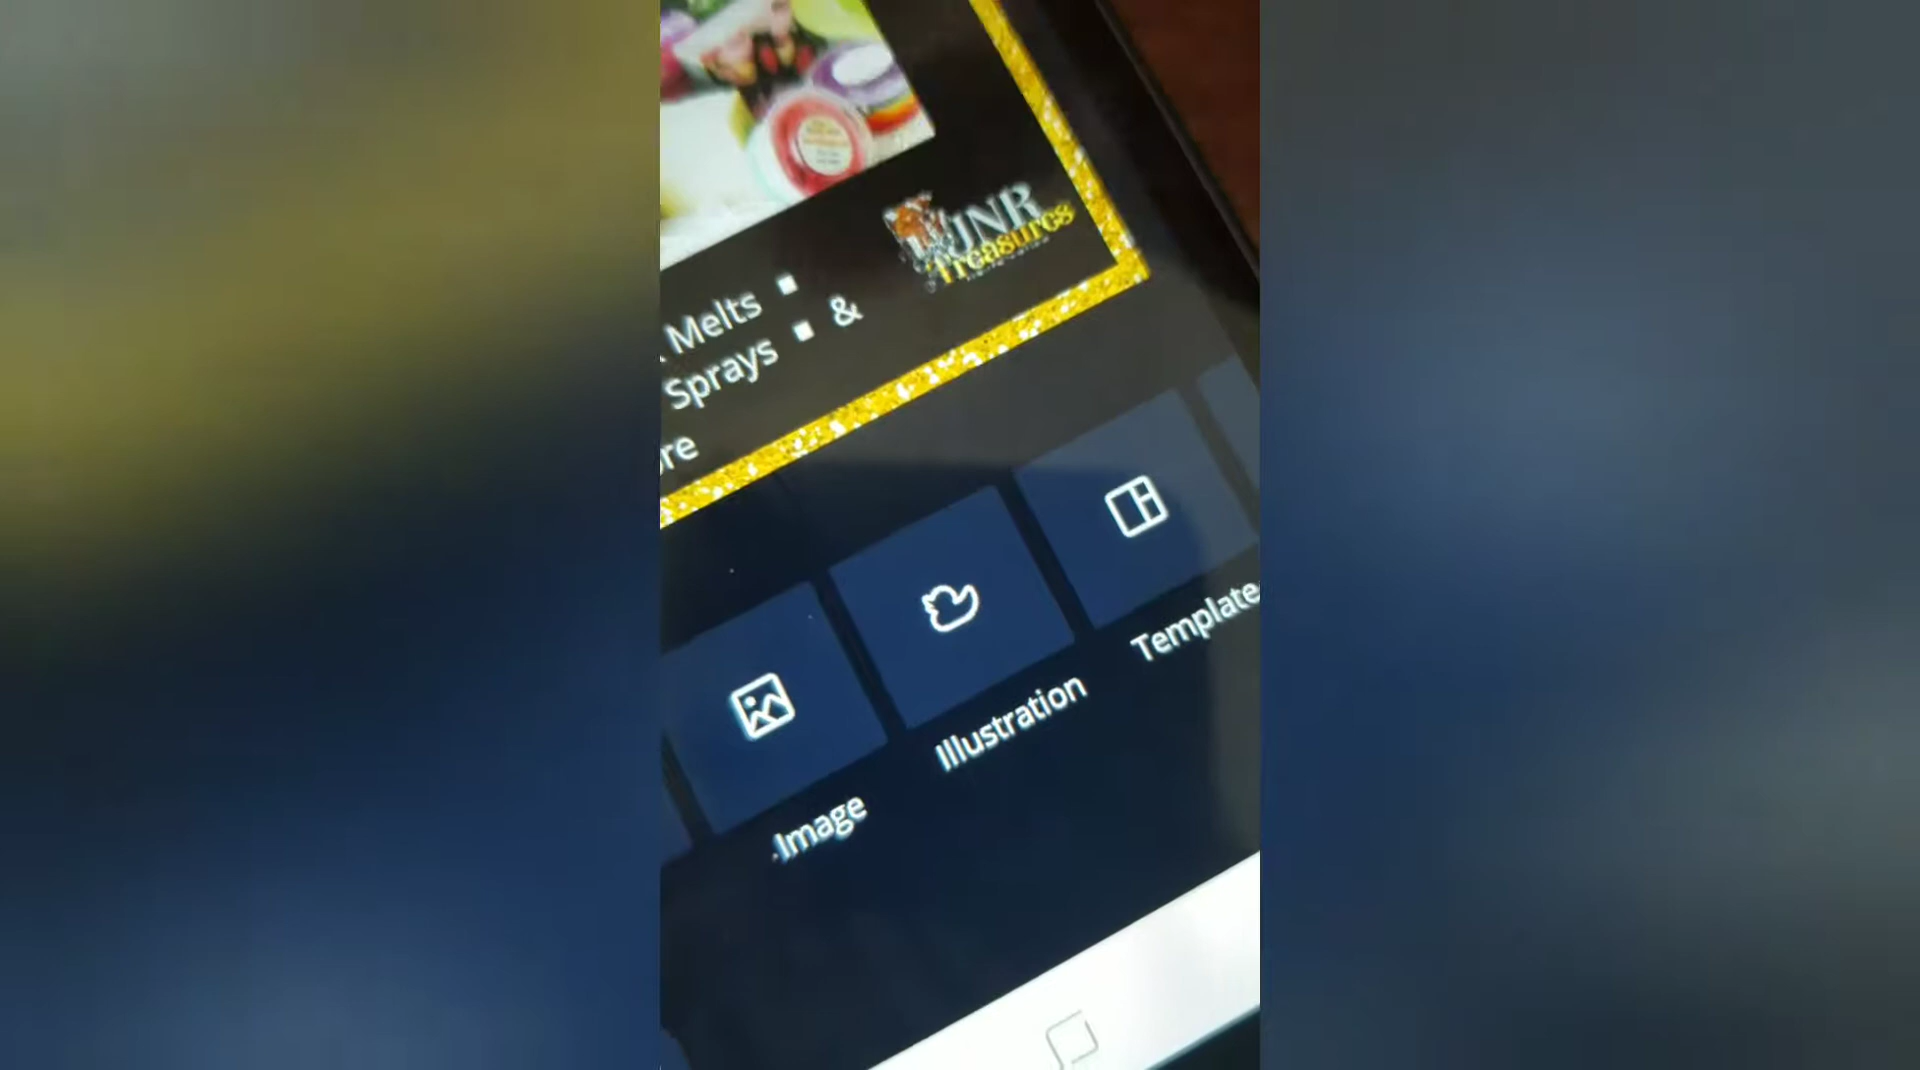 JNR
Treasures
Melts ▪
Sprays ▪ &
re
Image
Illustration
Template